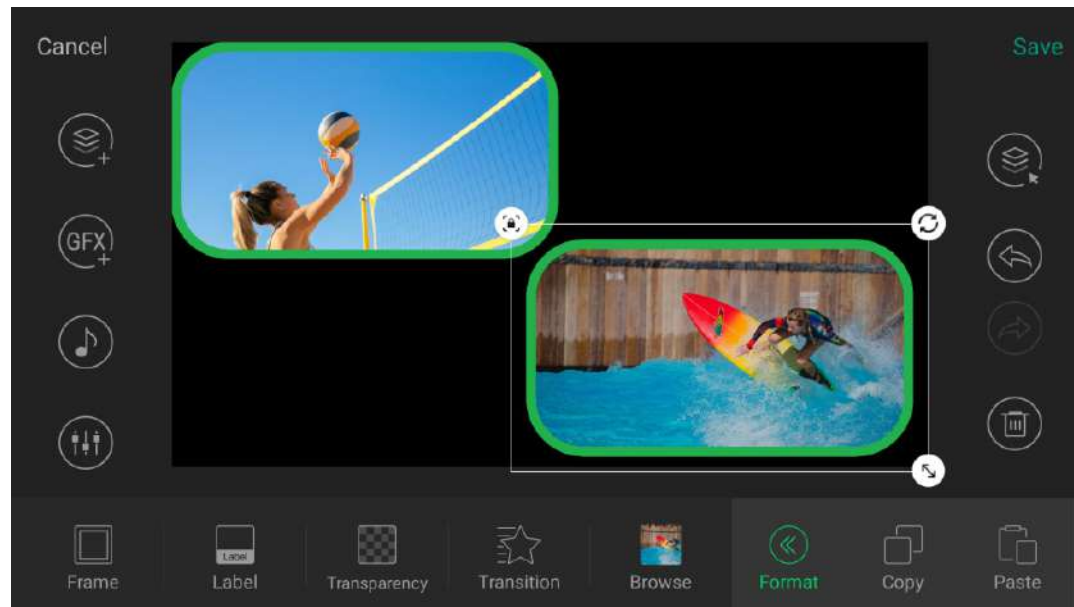 Cancel
Save
GFX
Label
Frame
Label
Transparency
Transition
Browse
Format
Copy
Paste